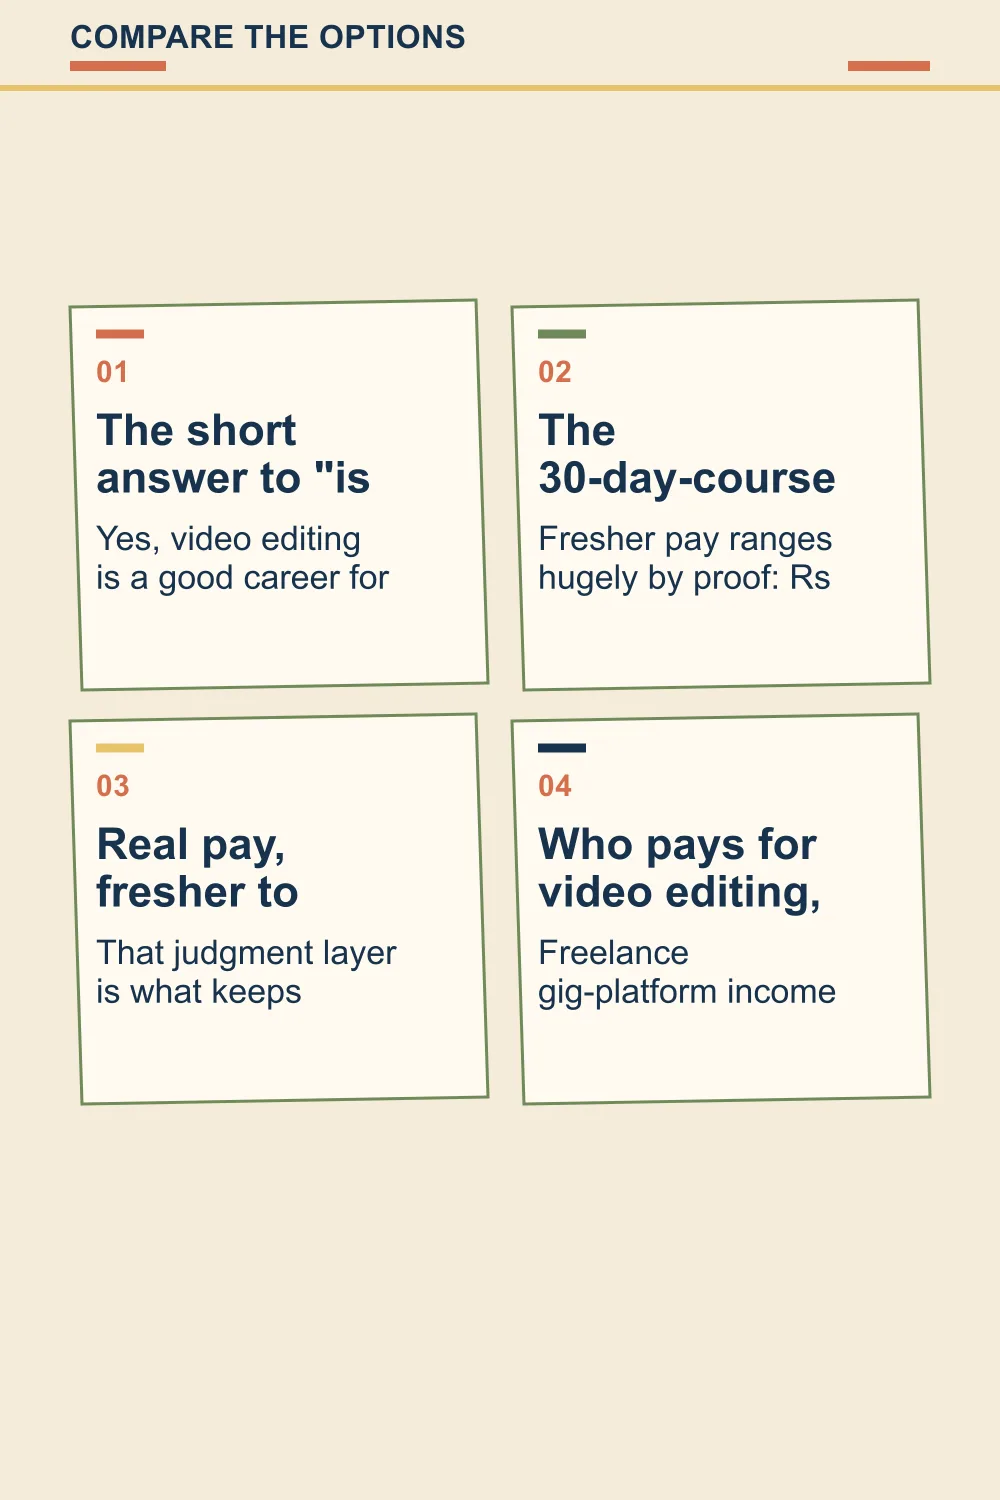 COMPARE THE OPTIONS
01
The short
answer to "is
Yes, video editing
is a good career for
02
The
30-day-course
Fresher pay ranges
hugely by proof: Rs
03
Real pay,
fresher to
That judgment layer
is what keeps
04
Who pays for
video editing,
Freelance
gig-platform income